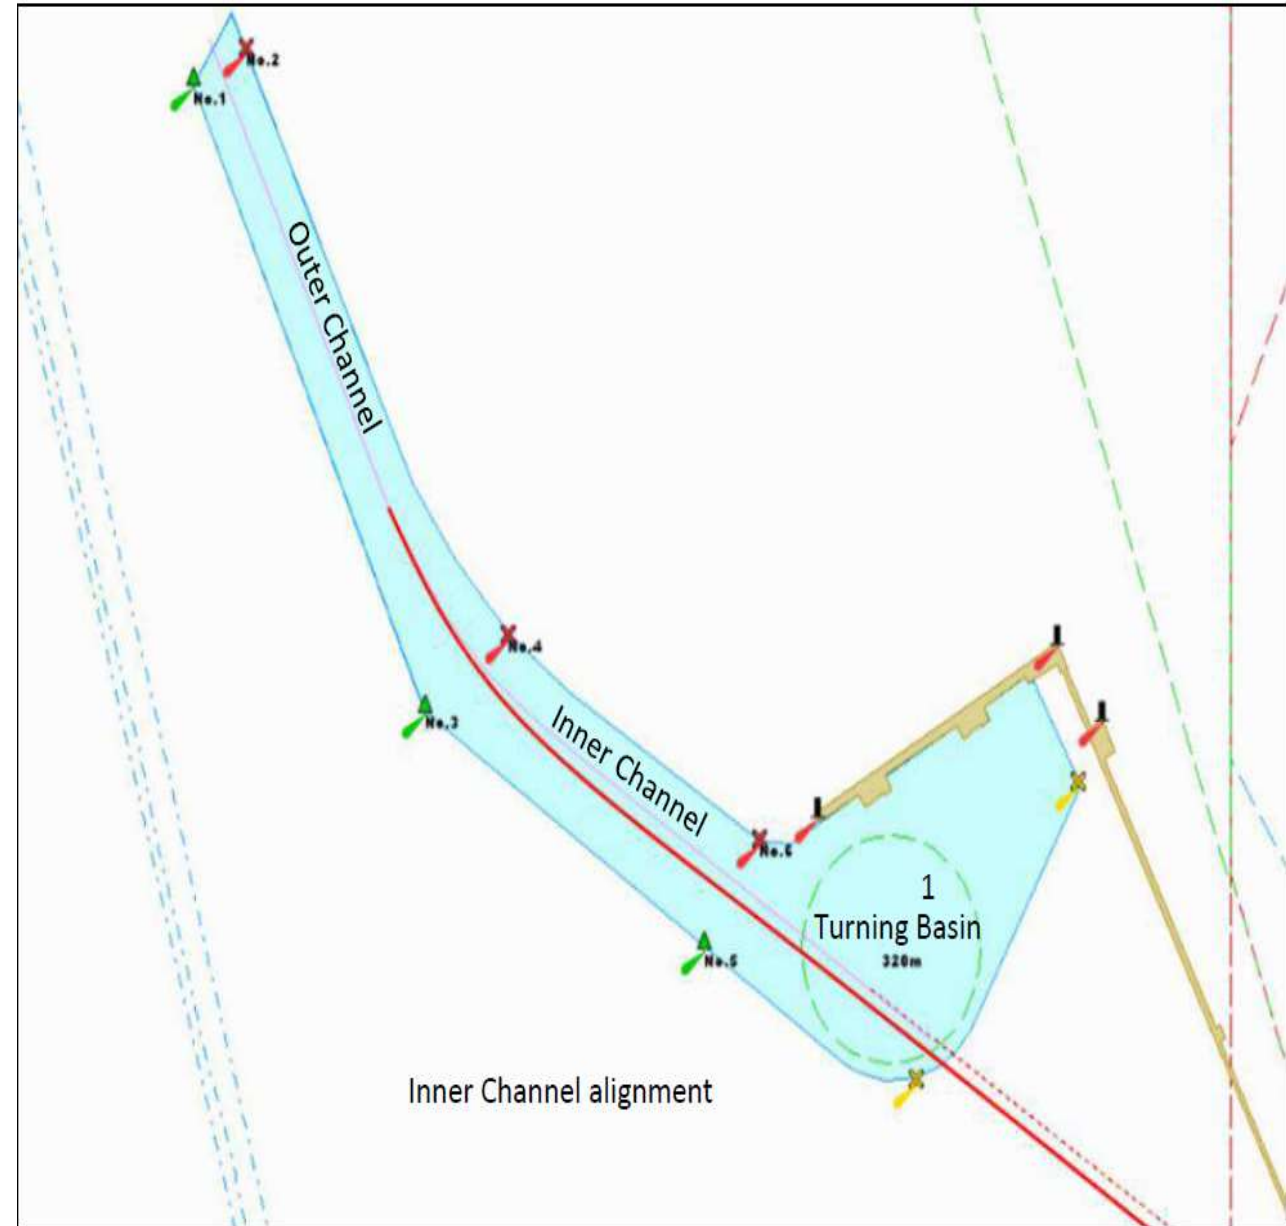 No.2
No.1
Outer Channel
No.4
No.3
Inner Channel
No.6
1
Turning Basin
320m
No.5
Inner Channel alignment